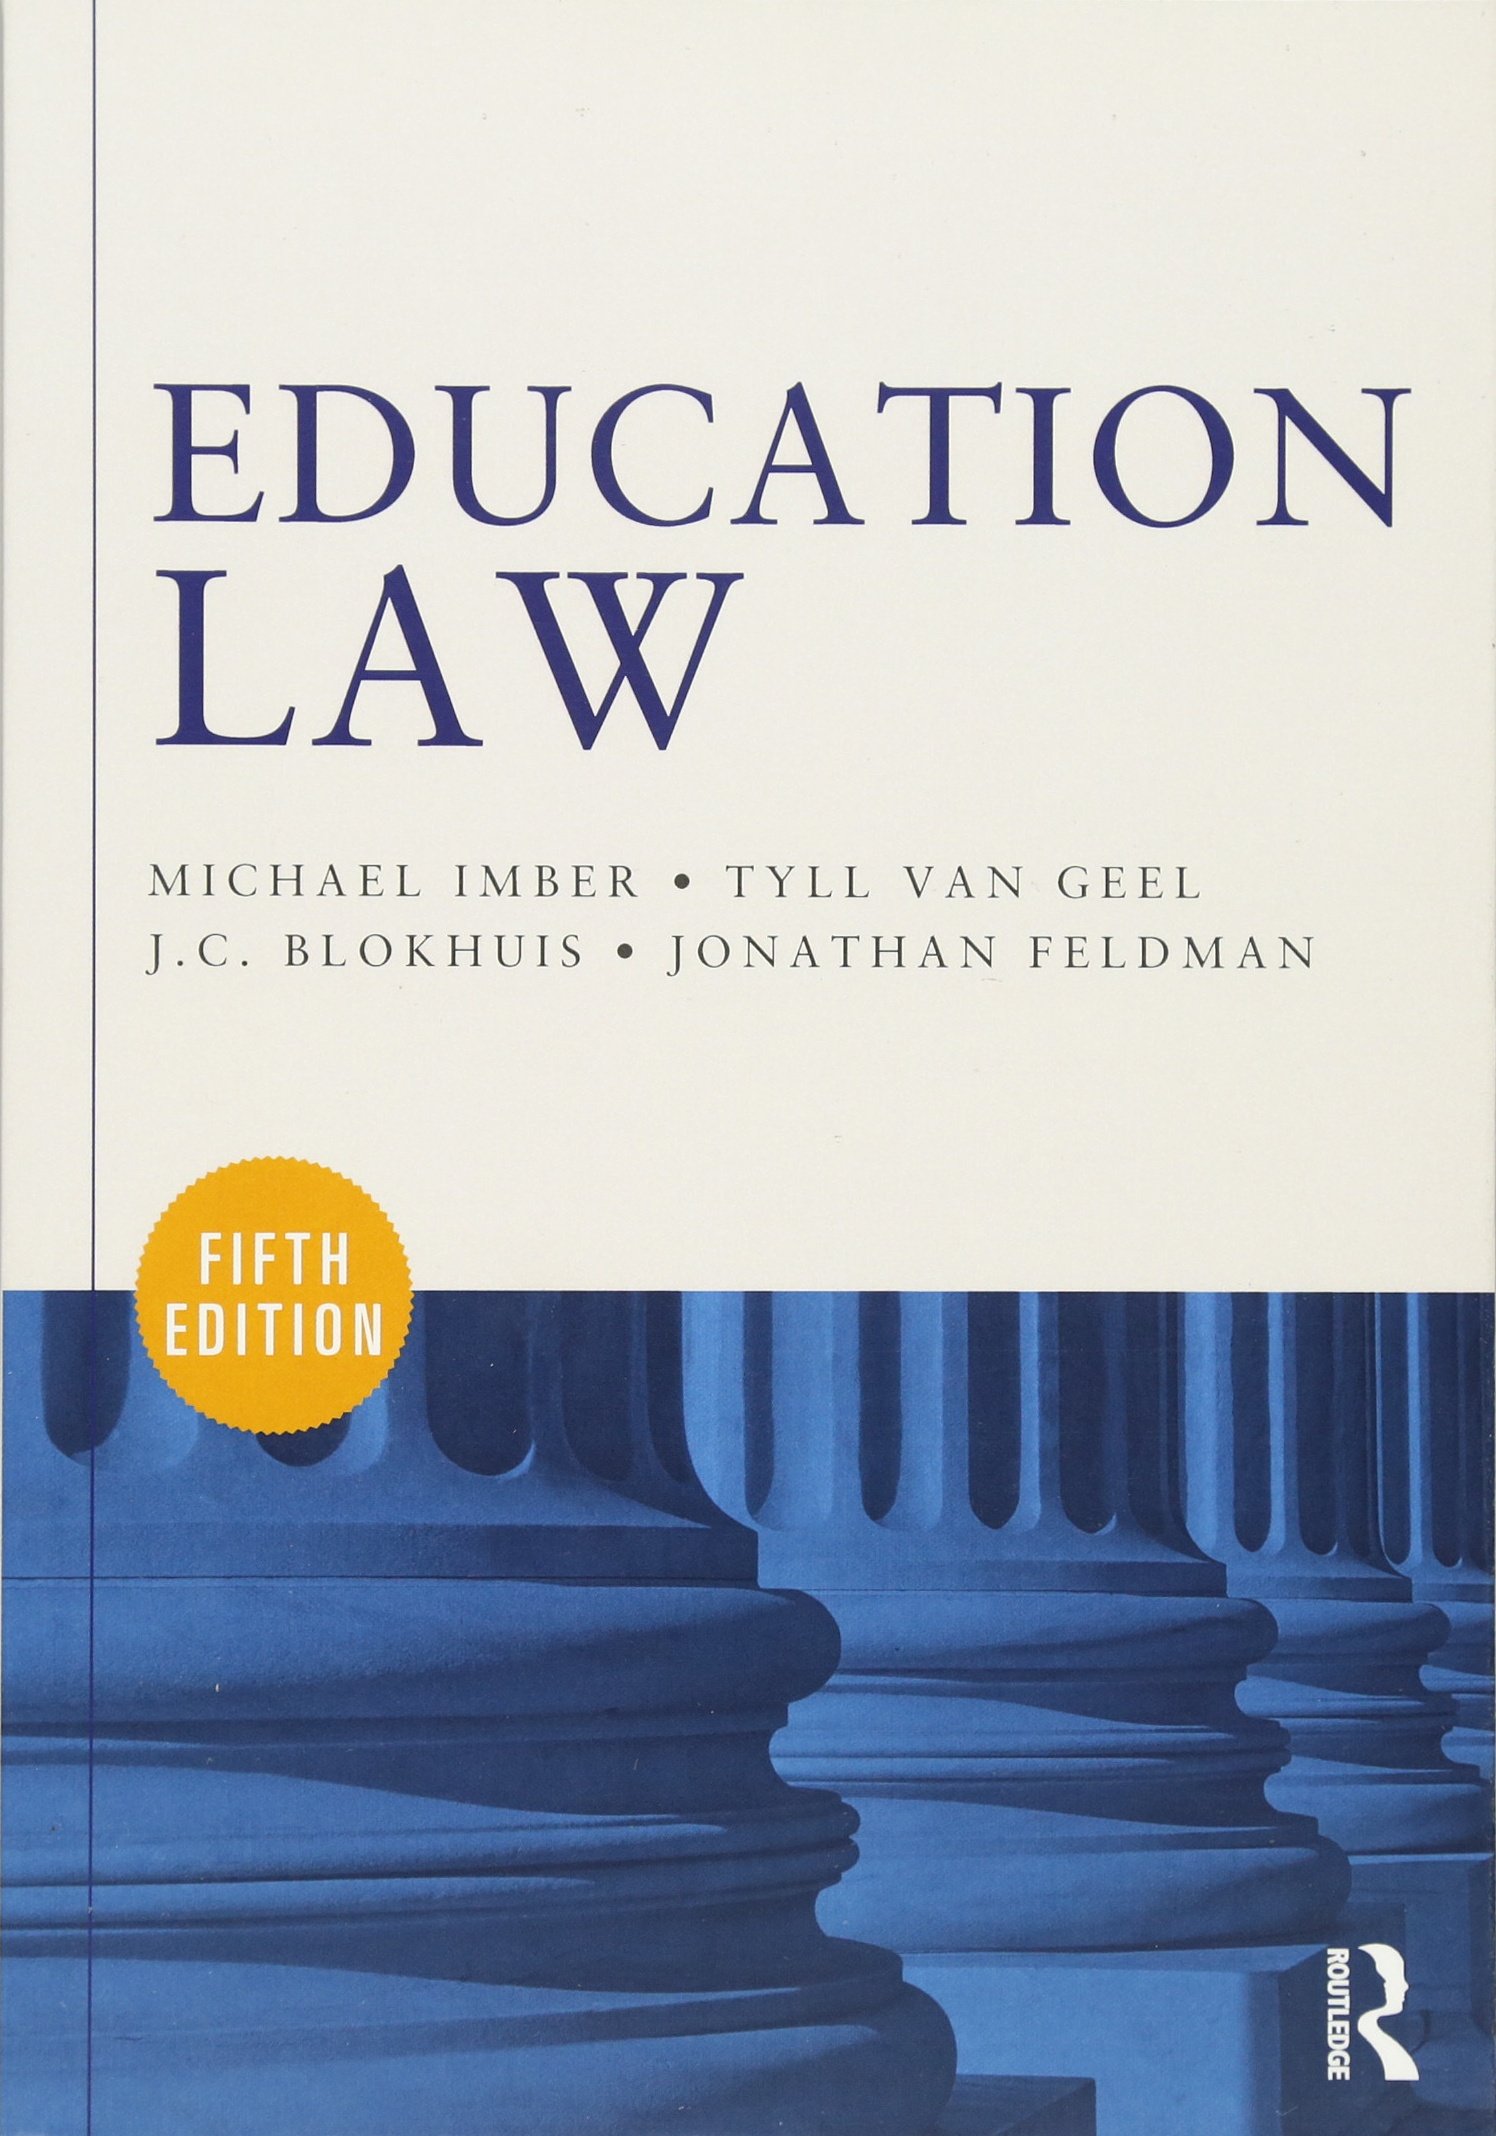 EDUCATION
LAW
MICHAEL IMBER • TYLL VAN GEEL
J.C. BLOKHUIS • JONATHAN FELDMAN
FIFTH
EDITION
ROUTLEDGE